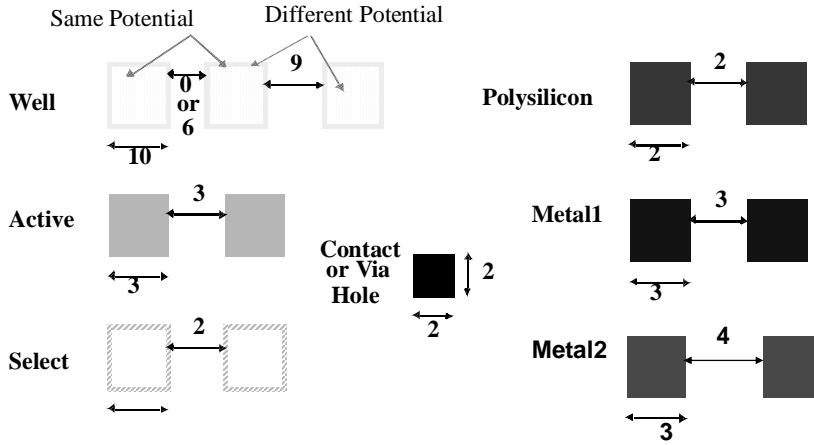 Same Potential
Different Potential
Well
0
or
6
9
10
Active
3
3
Select
2
Contact
or Via
Hole
2
2
Polysilicon
2
2
Metal1
3
3
Metal2
4
3